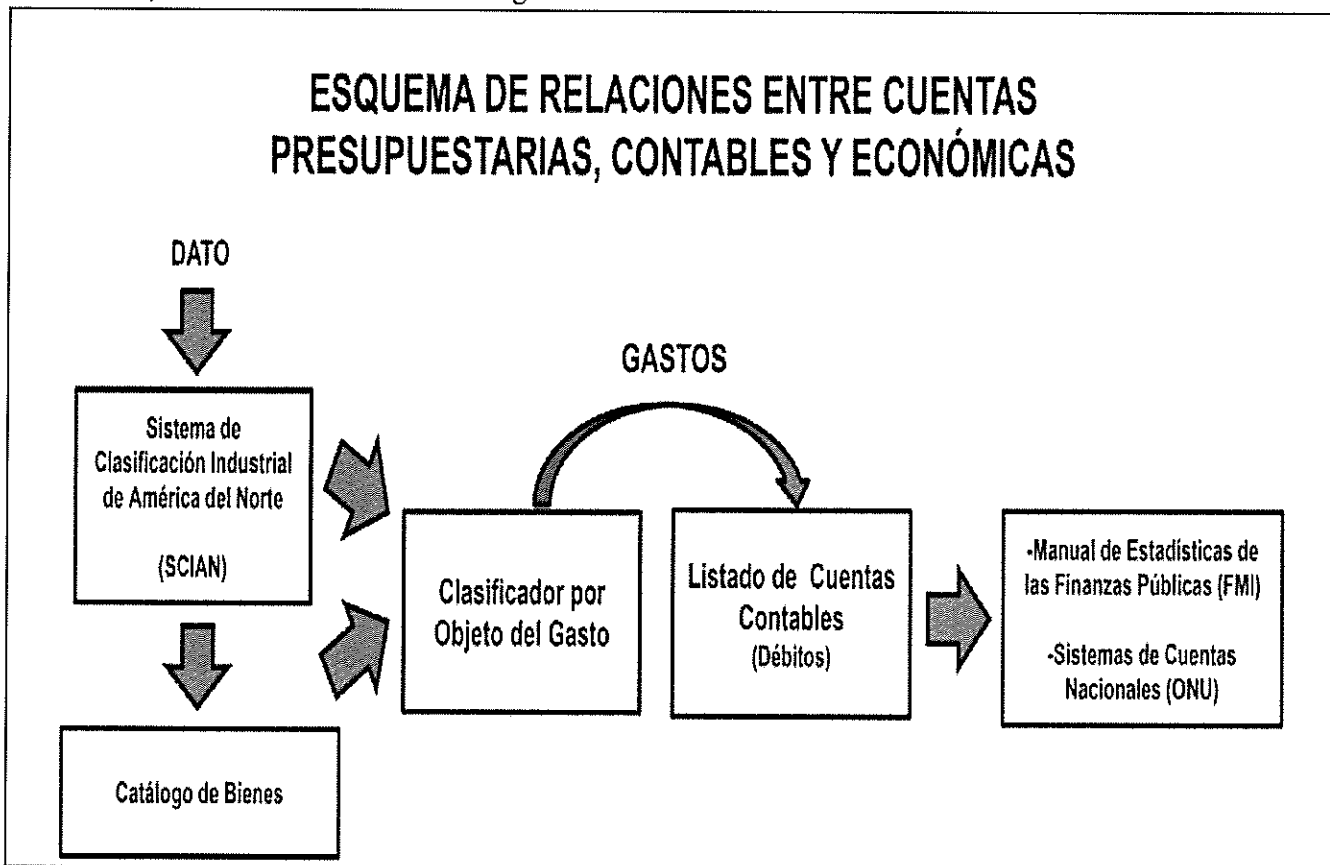 ESQUEMA DE RELACIONES ENTRE CUENTAS
PRESUPUESTARIAS, CONTABLES Y ECONÓMICAS
DATO
GASTOS
Sistema de
Clasificación Industrial
de América del Norte
(SCIAN)
Clasificador por
Objeto del Gasto
Listado de Cuentas
Contables
(Débitos)
-Manual de Estadísticas de
las Finanzas Públicas (FMI)
-Sistemas de Cuentas
Nacionales (ONU)
Catálogo de Bienes